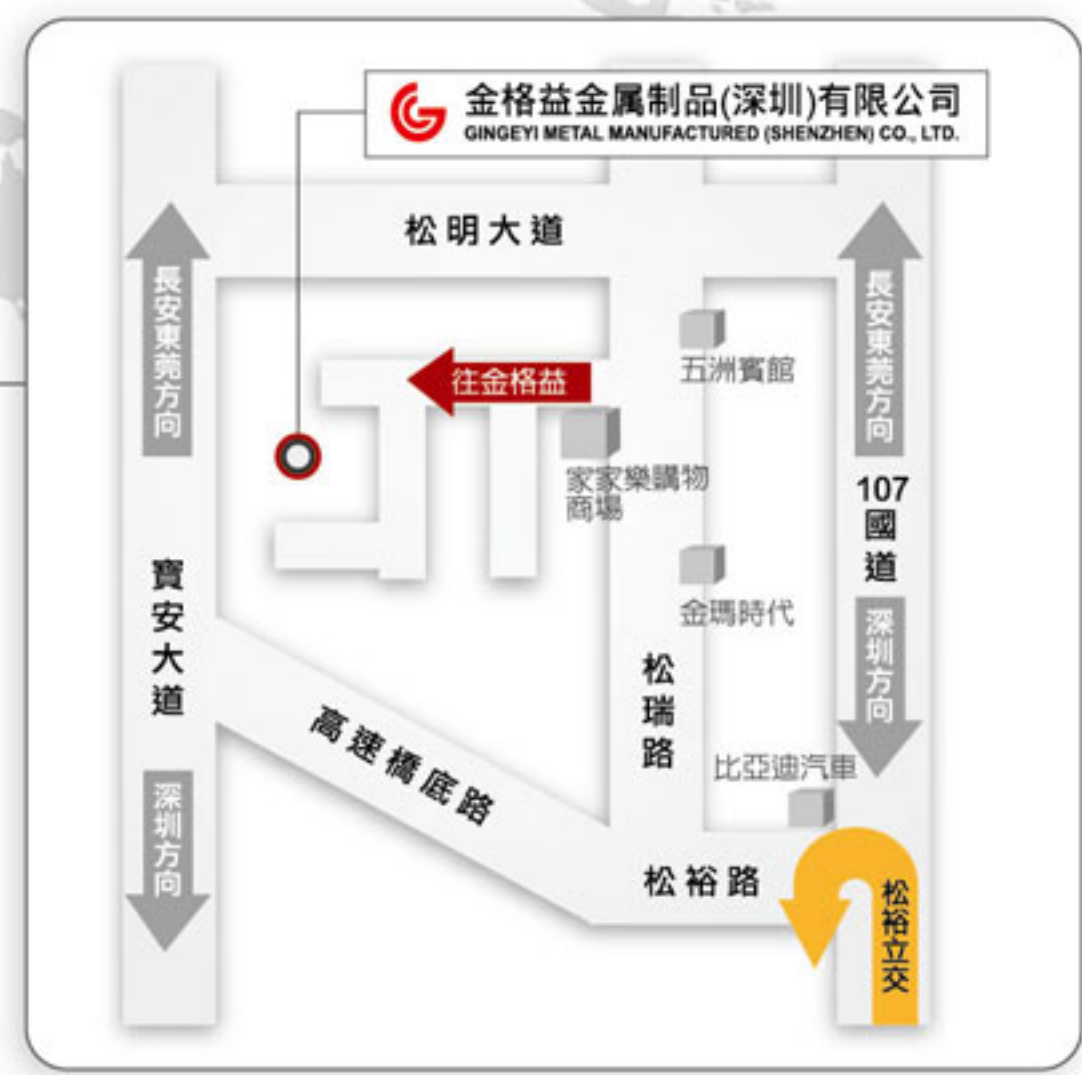 金格益金属制品(深圳)有限公司
GINGEYI METAL MANUFACTURED (SHENZHEN) CO., LTD.
松明大道
長安東莞方向
長安東莞方向
五洲賓館
往金格益
家家樂購物
商場
107
國道
金瑪時代
寶安大道
深圳方向
松瑞路
高速橋底路
比亞迪汽車
深圳方向
松裕路
松裕立交